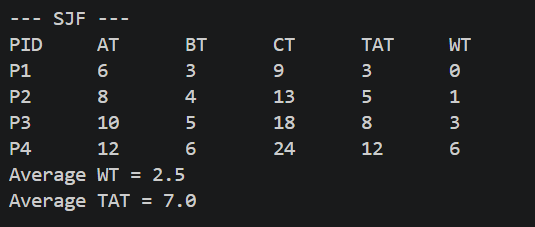 --- SJF ---
PID AT BT CT TAT WT
P1 6 3 9 3 0
P2 8 4 13 5 1
P3 10 5 18 8 3
P4 12 6 24 12 6
Average WT = 2.5
Average TAT = 7.0